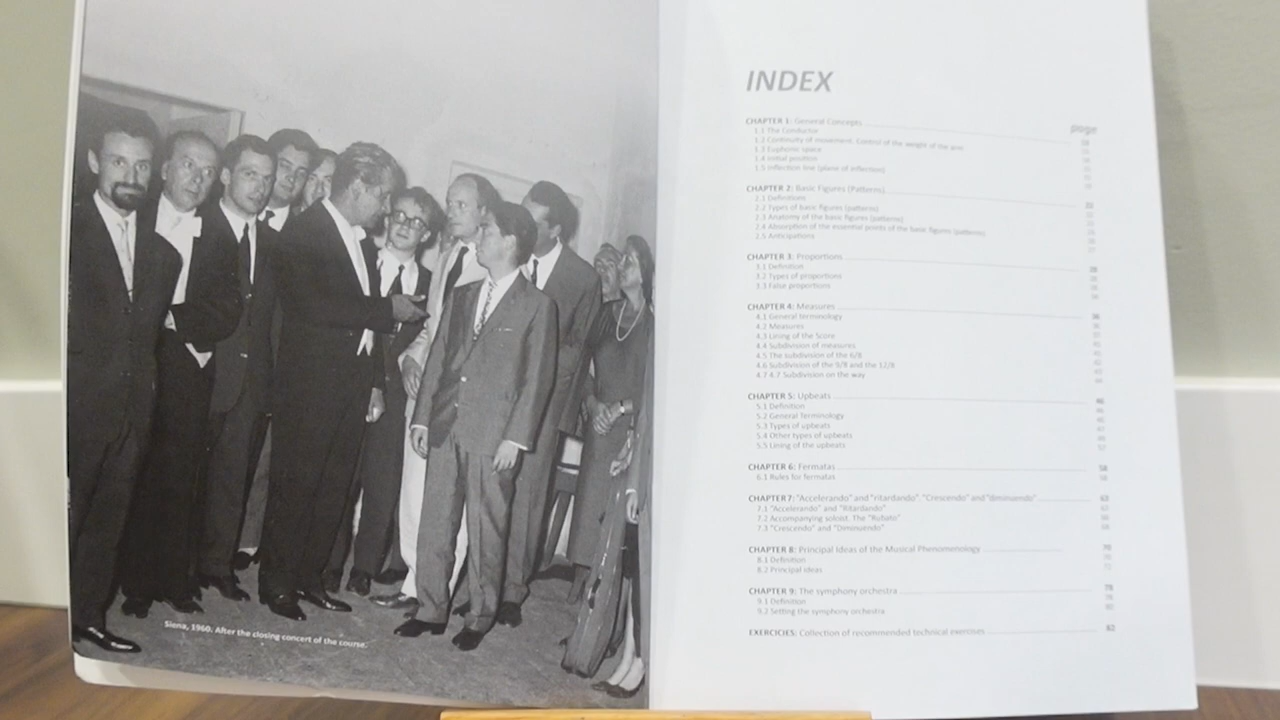 Siena, 1960. After the closing concert of the course.
INDEX
page
CHAPTER 1: General Concepts
1.1 The Conductor
1.2 Continuity of movement. Control of the weight of the arm
1.3 Euphonic space
1.4 Initial position
1.5 Inflection line (plane of inflection)
CHAPTER 2: Basic Figures (Patterns)
2.1 Definitions
2.2 Types of basic figures (patterns)
2.3 Anatomy of the basic figures (patterns)
2.4 Absorption of the essential points of the basic figures (patterns)
2.5 Anticipations
CHAPTER 3: Proportions
3.1 Definition
3.2 Types of proportions
3.3 False proportions
CHAPTER 4: Measures
4.1 General terminology
4.2 Measures
4.3 Lining of the Score
4.4 Subdivision of measures
4.5 The subdivision of the 6/8
4.6 Subdivision of the 9/8 and the 12/8
4.7 4.7 Subdivision on the way
CHAPTER 5: Upbeats
5.1 Definition
5.2 General Terminology
5.3 Types of upbeats
5.4 Other types of upbeats
5.5 Lining of the upbeats
CHAPTER 6: Fermatas
6.1 Rules for fermatas
CHAPTER 7: "Accelerando" and "ritardando". "Crescendo" and "diminuendo"
7.1 "Accelerando" and "Ritardando"
7.2 Accompanying soloist. The "Rubato"
7.3 "Crescendo" and "Diminuendo"
CHAPTER 8: Principal Ideas of the Musical Phenomenology 70
8.1 Definition
8.2 Principal ideas
CHAPTER 9: The symphony orchestra
9.1 Definition
9.2 Setting the symphony orchestra
EXERCICIES: Collection of recommended technical exercises 82